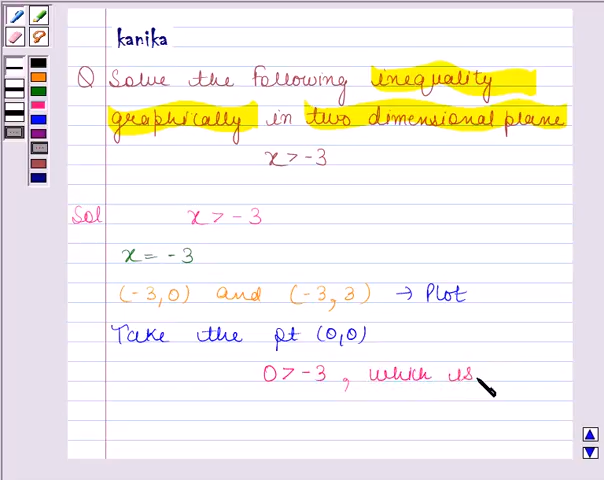 kanika
Q Solve the following inequality
graphically in two dimensional plane
x > -3
Sol x > -3
x = -3
(-3,0) and (-3,3) → Plot
Take the pt (0,0)
0 > -3, which is